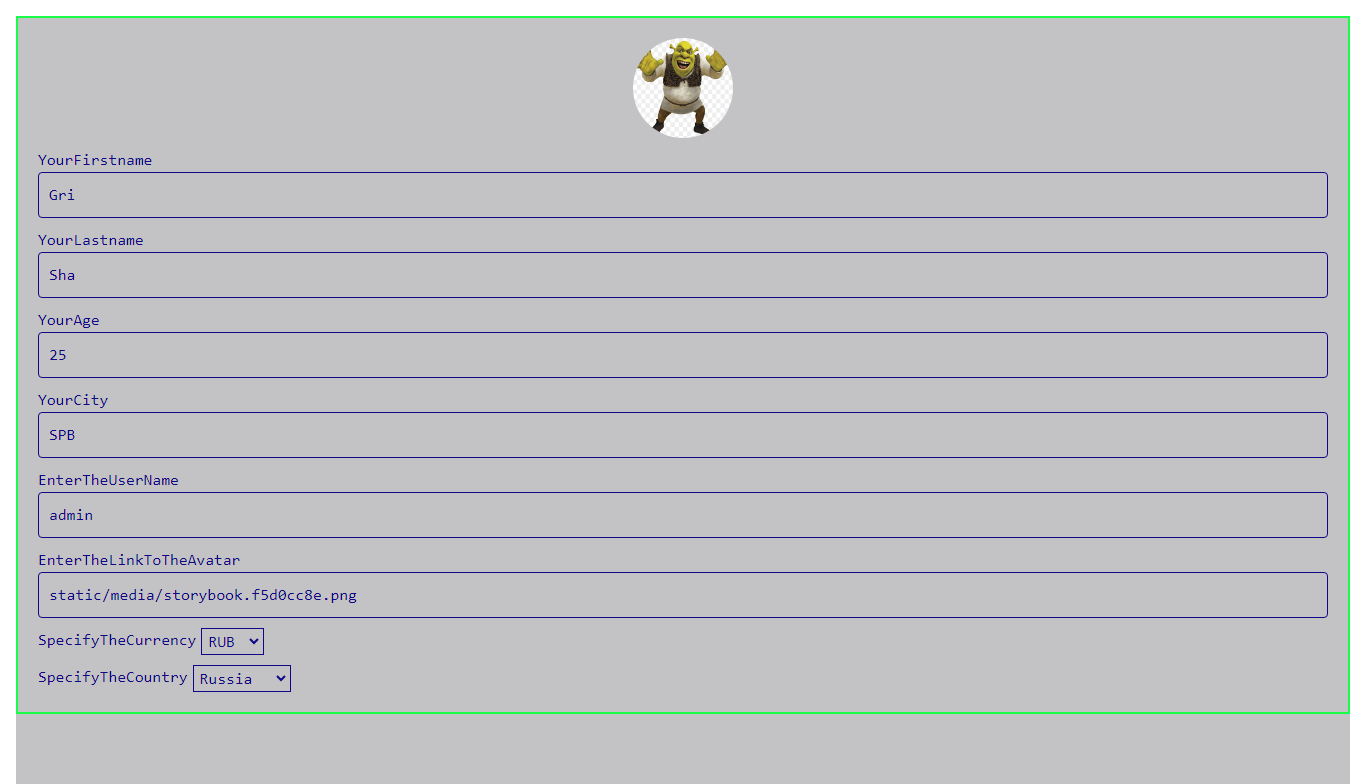 YourFirstname
Gri
YourLastname
Sha
YourAge
25
YourCity
SPB
EnterTheUserName
admin
EnterTheLinkToTheAvatar
static/media/storybook.f5d0cc8e.png
SpecifyTheCurrency RUB
SpecifyTheCountry Russia